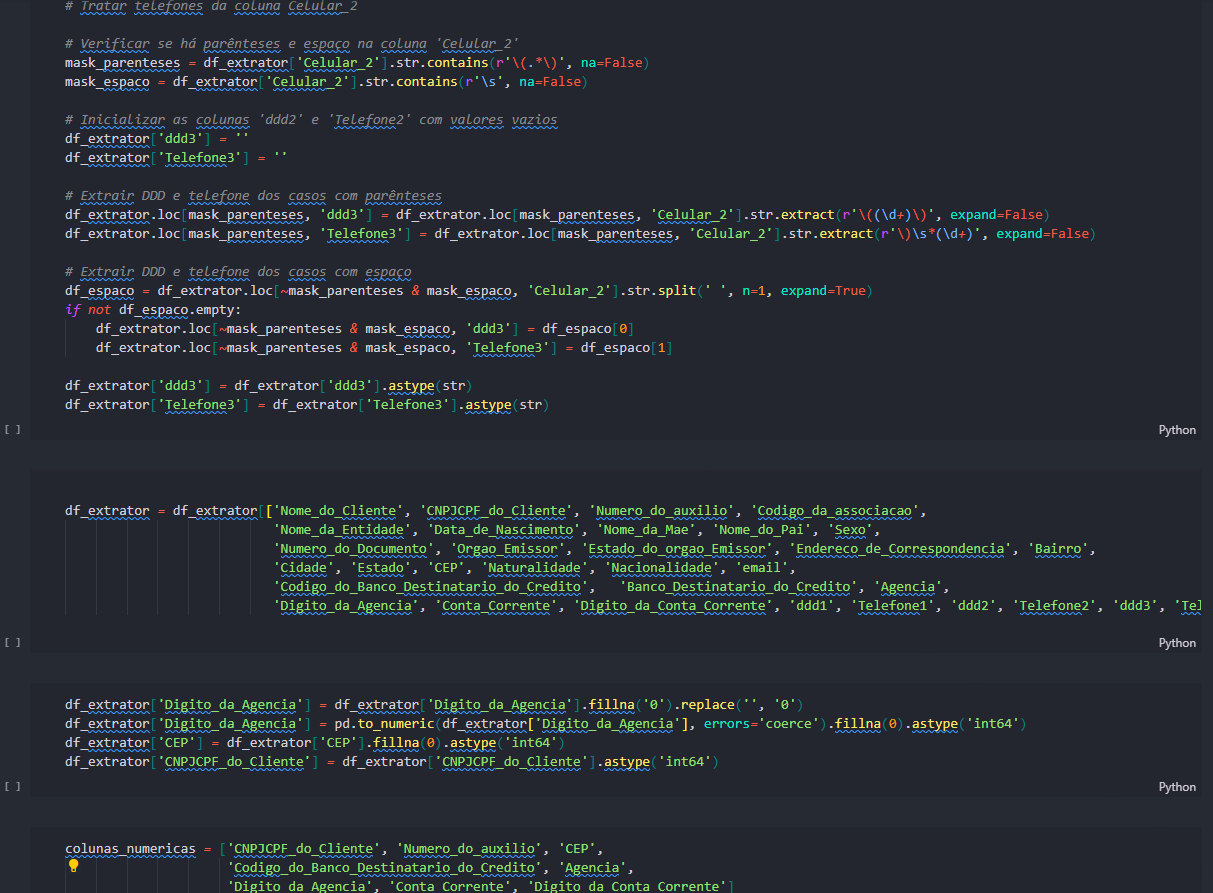 # Tratar telefones da coluna Celular_2
# Verificar se há parênteses e espaço na coluna 'Celular_2'
mask_parenteses = df_extrator['Celular_2'].str.contains(r'\(.*\)', na=False)
mask_espaco = df_extrator['Celular_2'].str.contains(r'\s', na=False)
# Inicializar as colunas 'ddd2' e 'Telefone2' com valores vazios
df_extrator['ddd3'] = ''
df_extrator['Telefone3'] = ''
# Extrair DDD e telefone dos casos com parênteses
df_extrator.loc[mask_parenteses, 'ddd3'] = df_extrator.loc[mask_parenteses, 'Celular_2'].str.extract(r'\((\d+)\)', expand=False)
df_extrator.loc[mask_parenteses, 'Telefone3'] = df_extrator.loc[mask_parenteses, 'Celular_2'].str.extract(r'\)\s*(\d+)', expand=False)
# Extrair DDD e telefone dos casos com espaço
df_espaco = df_extrator.loc[~mask_parenteses & mask_espaco, 'Celular_2'].str.split(' ', n=1, expand=True)
if not df_espaco.empty:
    df_extrator.loc[~mask_parenteses & mask_espaco, 'ddd3'] = df_espaco[0]
    df_extrator.loc[~mask_parenteses & mask_espaco, 'Telefone3'] = df_espaco[1]
df_extrator['ddd3'] = df_extrator['ddd3'].astype(str)
df_extrator['Telefone3'] = df_extrator['Telefone3'].astype(str)
[ ]
Python
df_extrator = df_extrator[['Nome_do_Cliente', 'CNPJCPF_do_Cliente', 'Numero_do_auxilio', 'Codigo_da_associacao',
'Nome_da_Entidade', 'Data_de_Nascimento', 'Nome_da_Mae', 'Nome_do_Pai', 'Sexo',
'Numero_do_Documento', 'Orgao_Emissor', 'Estado_do_orgao_Emissor', 'Endereco_de_Correspondencia', 'Bairro',
'Cidade', 'Estado', 'CEP', 'Naturalidade', 'Nacionalidade', 'email',
'Codigo_do_Banco_Destinatario_do_Credito',   'Banco_Destinatario_do_Credito', 'Agencia',
'Digito_da_Agencia', 'Conta_Corrente', 'Digito_da_Conta_Corrente', 'ddd1', 'Telefone1', 'ddd2', 'Telefone2', 'ddd3', 'Tel
[ ]
Python
df_extrator['Digito_da_Agencia'] = df_extrator['Digito_da_Agencia'].fillna('0').replace('', '0')
df_extrator['Digito_da_Agencia'] = pd.to_numeric(df_extrator['Digito_da_Agencia'], errors='coerce').fillna(0).astype('int64')
df_extrator['CEP'] = df_extrator['CEP'].fillna(0).astype('int64')
df_extrator['CNPJCPF_do_Cliente'] = df_extrator['CNPJCPF_do_Cliente'].astype('int64')
[ ]
Python
colunas_numericas = ['CNPJCPF_do_Cliente', 'Numero_do_auxilio', 'CEP',
'Codigo_do_Banco_Destinatario_do_Credito', 'Agencia',
'Digito_da_Agencia', 'Conta_Corrente', 'Digito_da_Conta_Corrente']